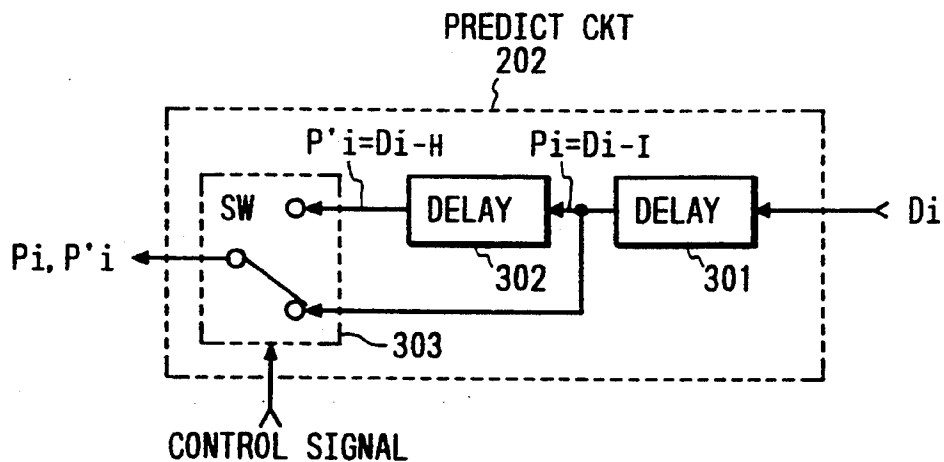 PREDICT CKT
202
P'i=Di-H
Pi=Di-I
SW
DELAY
DELAY
Di
Pi, P'i
302
301
303
CONTROL SIGNAL